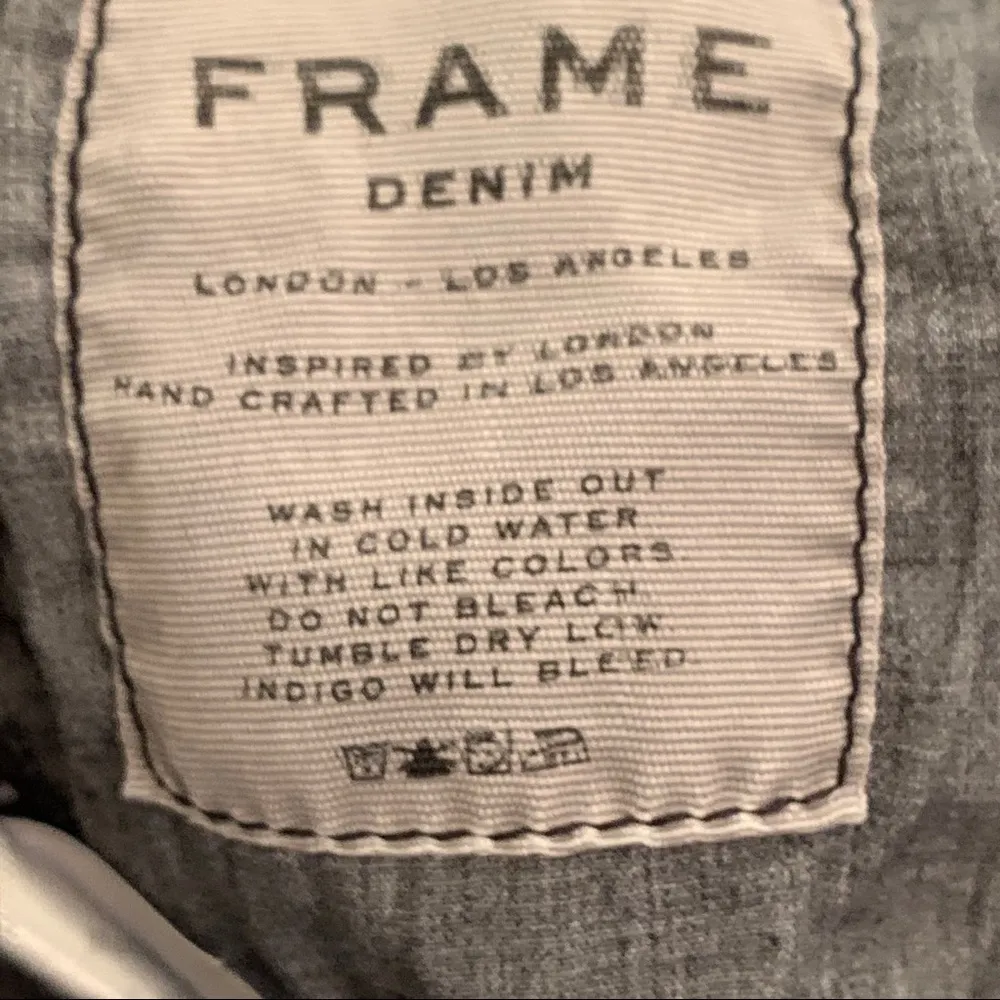 FRAME
DENIM
LONDON - LOS ANGELES
INSPIRED BY LONDON
HAND CRAFTED IN LOS ANGELES
WASH INSIDE OUT
IN COLD WATER
WITH LIKE COLORS
DO NOT BLEACH
TUMBLE DRY LOW
INDIGO WILL BLEED